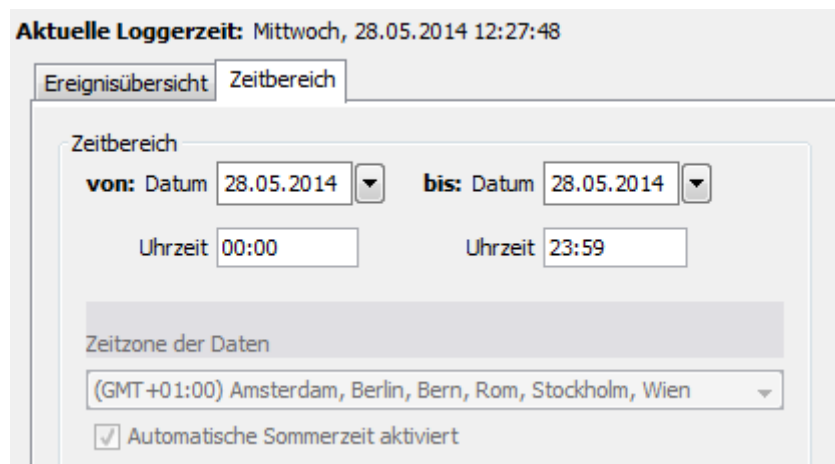 Aktuelle Loggerzeit: Mittwoch, 28.05.2014 12:27:48
Ereignisübersicht Zeitbereich
Zeitbereich
von: Datum 28.05.2014 bis: Datum 28.05.2014
Uhrzeit 00:00 Uhrzeit 23:59
Zeitzone der Daten
(GMT+01:00) Amsterdam, Berlin, Bern, Rom, Stockholm, Wien
Automatische Sommerzeit aktiviert